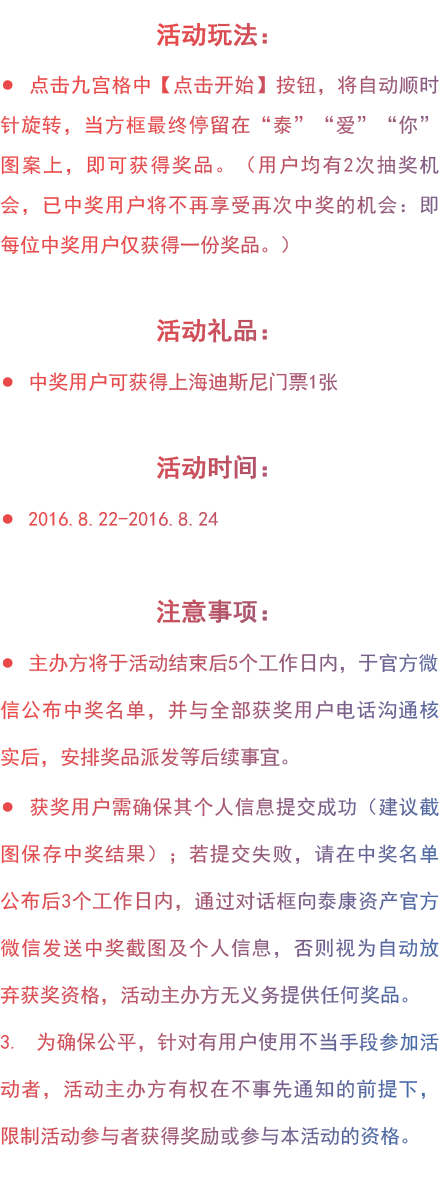 活动玩法：
● 点击九宫格中【点击开始】按钮，将自动顺时
针旋转，当方框最终停留在“泰”“爱”“你”
图案上，即可获得奖品。（用户均有2次抽奖机
会，已中奖用户将不再享受再次中奖的机会：即
每位中奖用户仅获得一份奖品。）
活动礼品：
● 中奖用户可获得上海迪斯尼门票1张
活动时间：
● 2016.8.22-2016.8.24
注意事项：
● 主办方将于活动结束后5个工作日内，于官方微
信公布中奖名单，并与全部获奖用户电话沟通核
实后，安排奖品派发等后续事宜。
● 获奖用户需确保其个人信息提交成功（建议截
图保存中奖结果）；若提交失败，请在中奖名单
公布后3个工作日内，通过对话框向泰康资产官方
微信发送中奖截图及个人信息，否则视为自动放
弃获奖资格，活动主办方无义务提供任何奖品。
3. 为确保公平，针对有用户使用不当手段参加活
动者，活动主办方有权在不事先通知的前提下，
限制活动参与者获得奖励或参与本活动的资格。